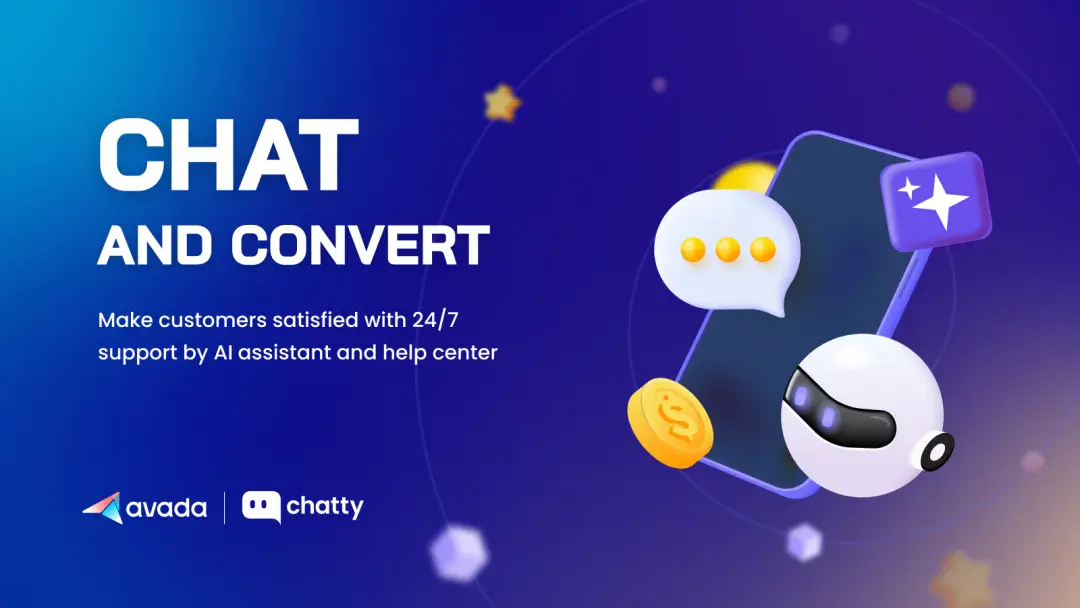 CHAT
AND CONVERT
Make customers satisfied with 24/7
support by AI assistant and help center
avada
chatty